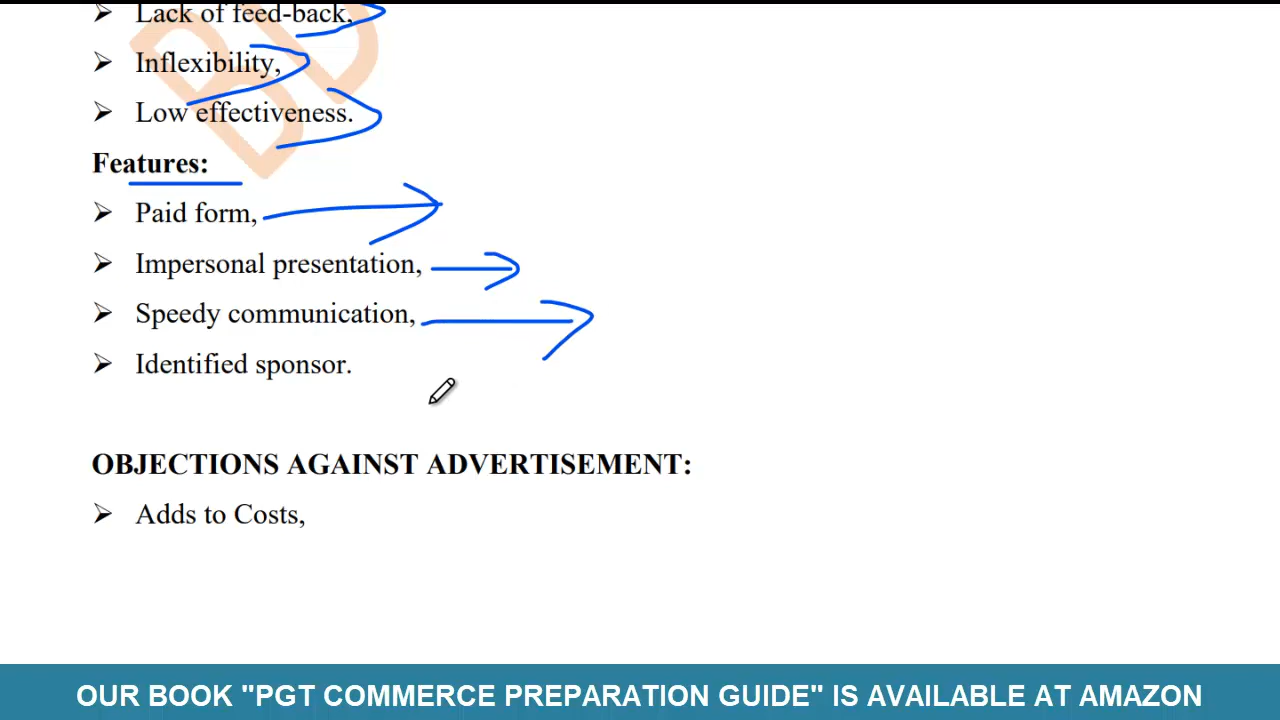 ➢ Lack of feed-back,
➢ Inflexibility,
➢ Low effectiveness.
Features:
➢ Paid form,
➢ Impersonal presentation,
➢ Speedy communication,
➢ Identified sponsor.
OBJECTIONS AGAINST ADVERTISEMENT:
➢ Adds to Costs,
OUR BOOK "PGT COMMERCE PREPARATION GUIDE" IS AVAILABLE AT AMAZON